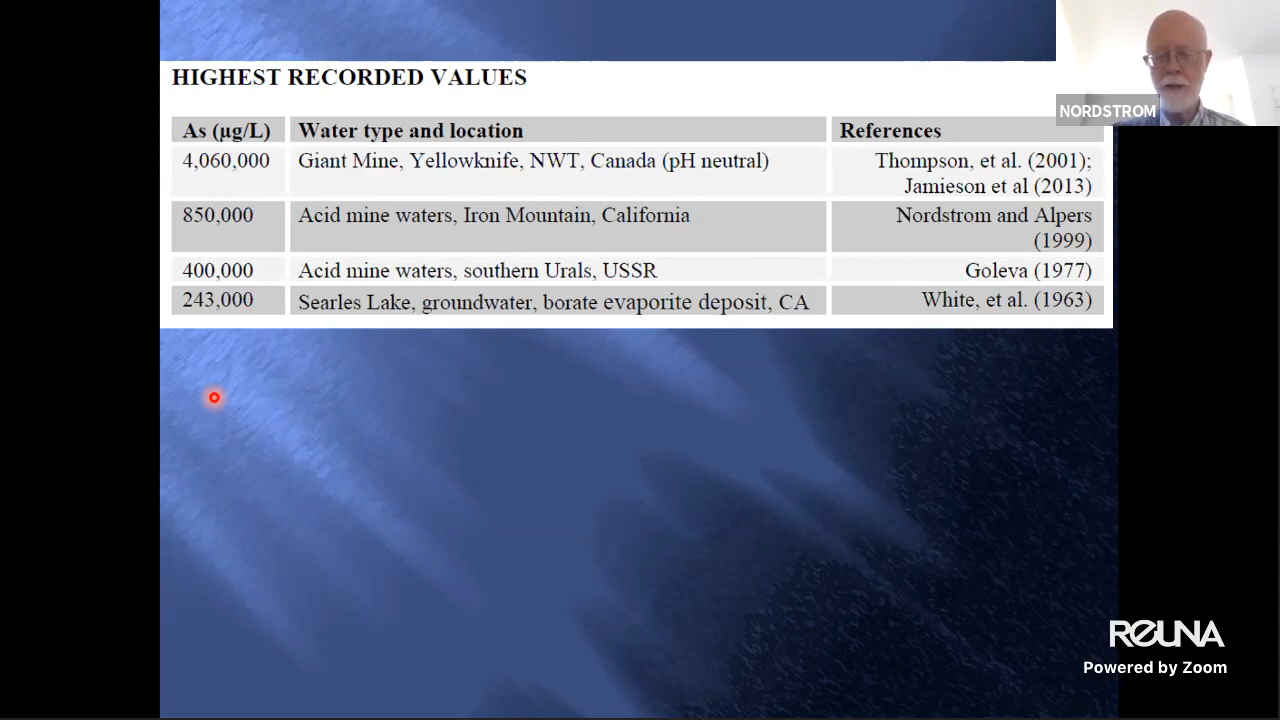 HIGHEST RECORDED VALUES
As (µg/L) Water type and location References
4,060,000 Giant Mine, Yellowknife, NWT, Canada (pH neutral) Thompson, et al. (2001);
Jamieson et al (2013)
850,000 Acid mine waters, Iron Mountain, California Nordstrom and Alpers
(1999)
400,000 Acid mine waters, southern Urals, USSR Goleva (1977)
243,000 Searles Lake, groundwater, borate evaporite deposit, CA White, et al. (1963)
NORDSTROM
REUNA
Powered by Zoom